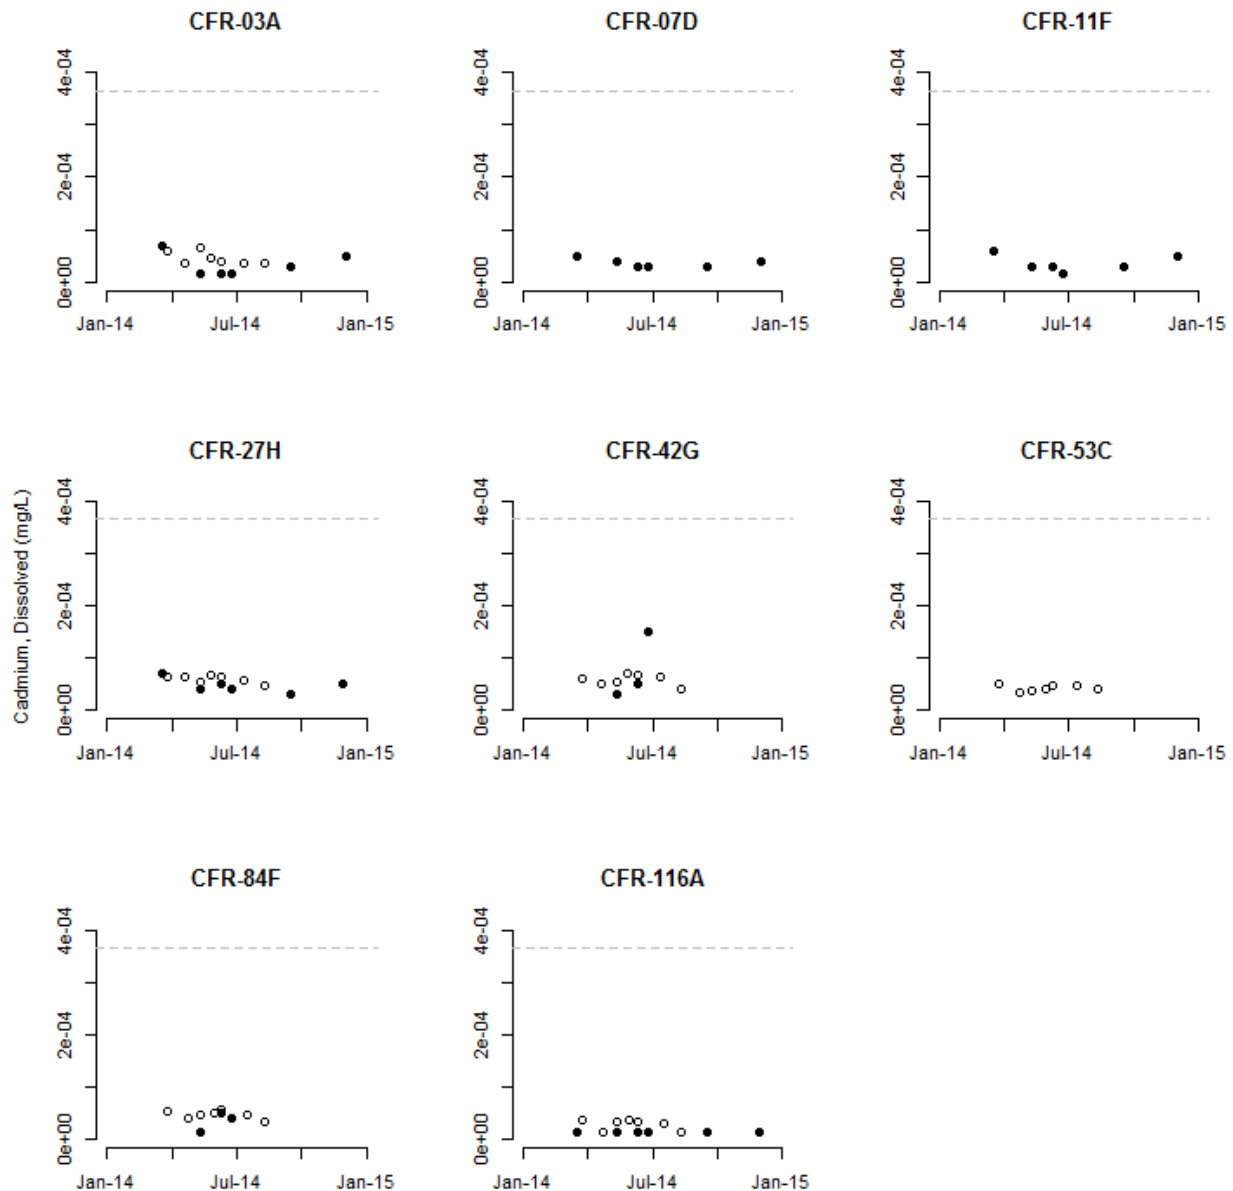 CFR-03A
CFR-07D
CFR-11F
4e-04
4e-04
4e-04
2e-04
2e-04
2e-04
0e+00
0e+00
0e+00
Jan-14 Jul-14 Jan-15
Jan-14 Jul-14 Jan-15
Jan-14 Jul-14 Jan-15
Cadmium, Dissolved (mg/L)
CFR-27H
CFR-42G
CFR-53C
4e-04
4e-04
4e-04
2e-04
2e-04
2e-04
0e+00
0e+00
0e+00
Jan-14 Jul-14 Jan-15
Jan-14 Jul-14 Jan-15
Jan-14 Jul-14 Jan-15
CFR-84F
CFR-116A
4e-04
4e-04
2e-04
2e-04
0e+00
0e+00
Jan-14 Jul-14 Jan-15
Jan-14 Jul-14 Jan-15